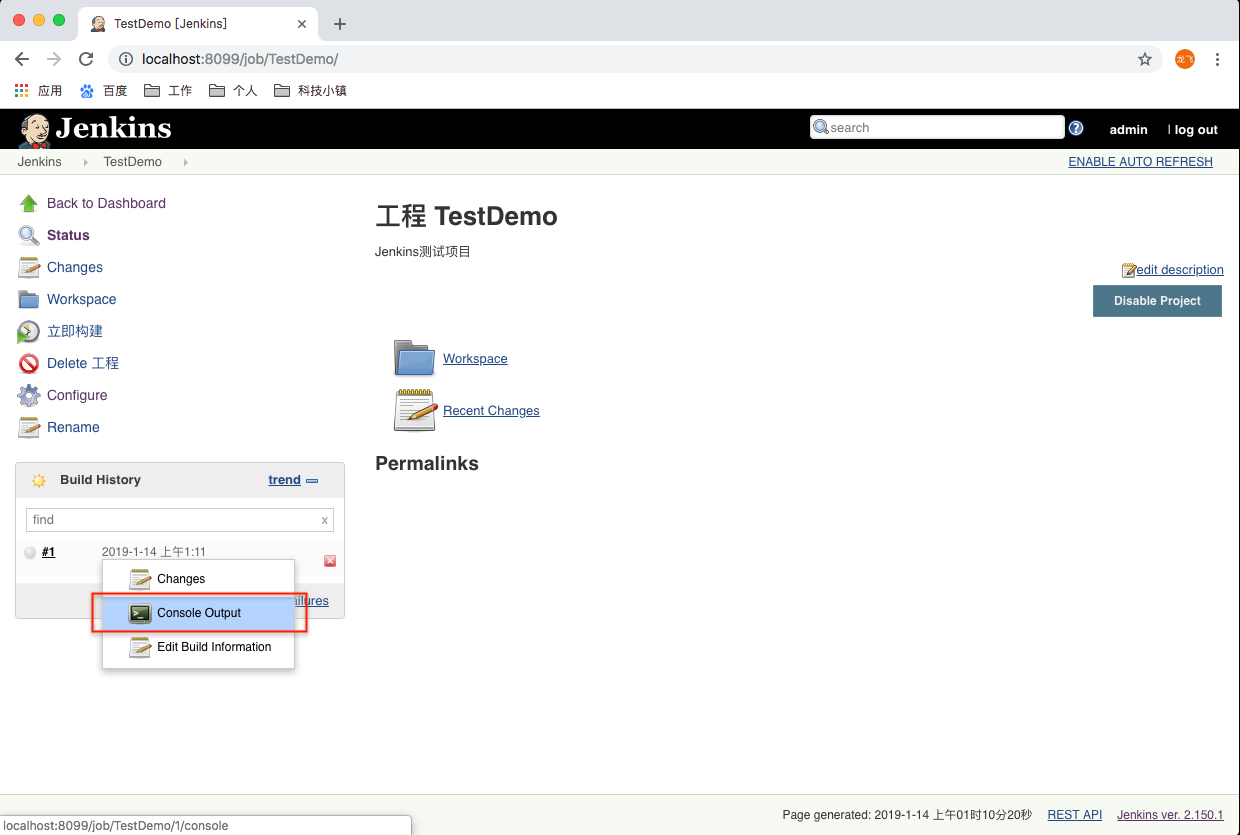 TestDemo [Jenkins]
localhost:8099/job/TestDemo/
龙飞
应用 百度 工作 个人 科技小镇
Jenkins
search
?
admin | log out
Jenkins TestDemo
ENABLE AUTO REFRESH
Back to Dashboard
Status
Changes
Workspace
立即构建
Delete 工程
Configure
Rename
工程 TestDemo
Jenkins测试项目
edit description
Disable Project
Workspace
Recent Changes
Permalinks
Build History
trend
find x
#1 2019-1-14 上午1:11
Changes
ailures
Console Output
Edit Build Information
Page generated: 2019-1-14 上午01时10分20秒 REST API Jenkins ver. 2.150.1
localhost:8099/job/TestDemo/1/console